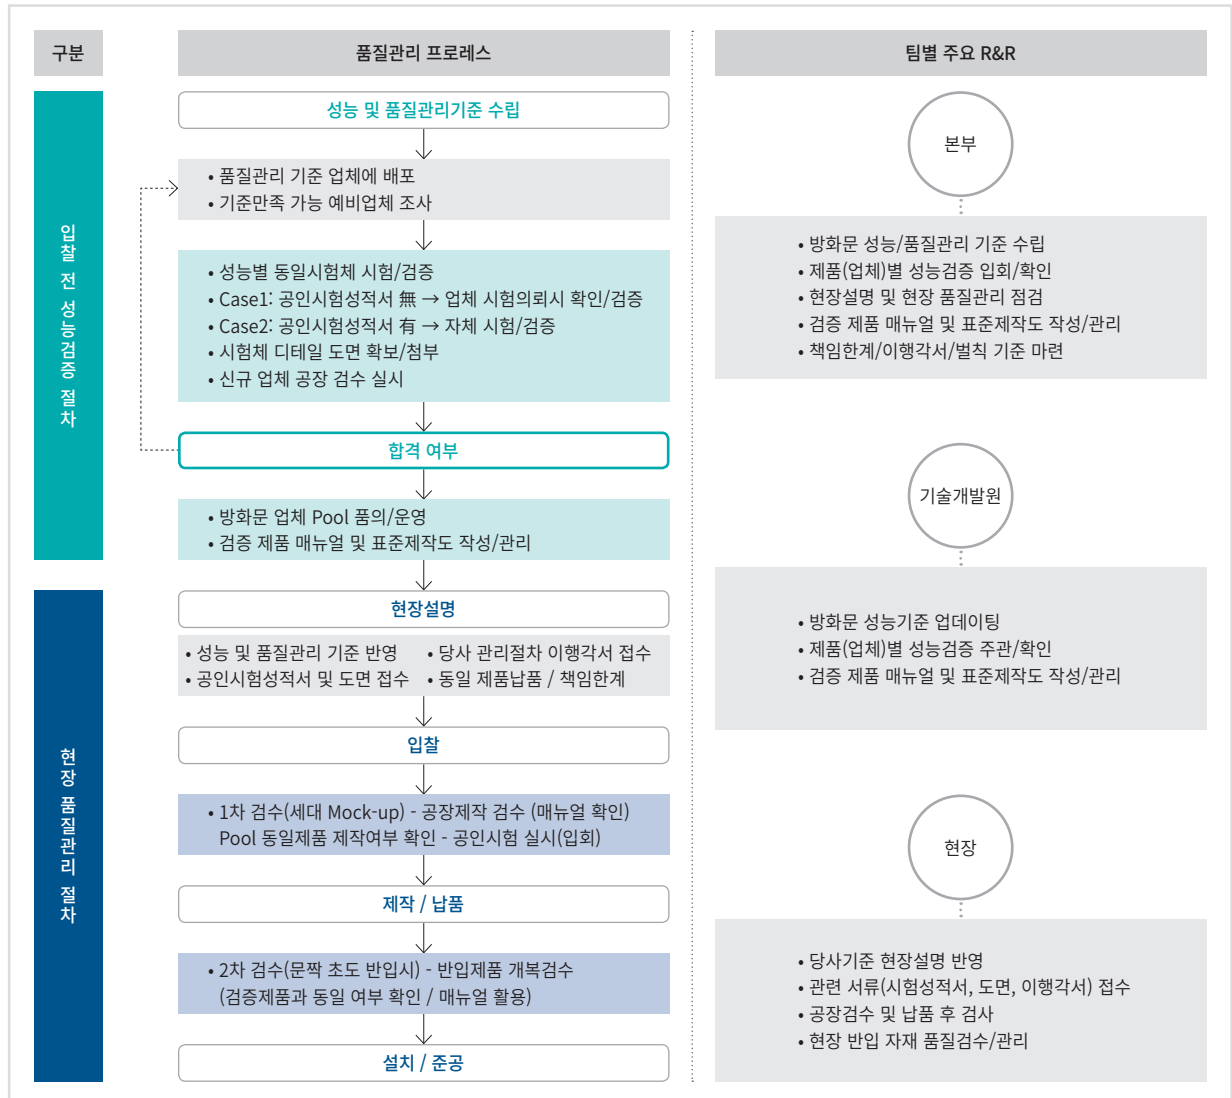 구분
품질관리 프로레스
팀별 주요 R&R
입찰 전 성능검증 절차
성능 및 품질관리기준 수립
• 품질관리 기준 업체에 배포
• 기준만족 가능 예비업체 조사
• 성능별 동일시험체 시험/검증
• Case1: 공인시험성적서 無 → 업체 시험의뢰시 확인/검증
• Case2: 공인시험성적서 有 → 자체 시험/검증
• 시험체 디테일 도면 확보/첨부
• 신규 업체 공장 검수 실시
합격 여부
• 방화문 업체 Pool 품의/운영
• 검증 제품 매뉴얼 및 표준제작도 작성/관리
현장 품질관리 절차
현장설명
• 성능 및 품질관리 기준 반영
• 당사 관리절차 이행각서 접수
• 공인시험성적서 및 도면 접수
• 동일 제품납품 / 책임한계
입찰
• 1차 검수(세대 Mock-up) - 공장제작 검수 (매뉴얼 확인)
Pool 동일제품 제작여부 확인 - 공인시험 실시(입회)
제작 / 납품
• 2차 검수(문짝 초도 반입시) - 반입제품 개복검수
(검증제품과 동일 여부 확인 / 매뉴얼 활용)
설치 / 준공
본부
• 방화문 성능/품질관리 기준 수립
• 제품(업체)별 성능검증 입회/확인
• 현장설명 및 현장 품질관리 점검
• 검증 제품 매뉴얼 및 표준제작도 작성/관리
• 책임한계/이행각서/벌칙 기준 마련
기술개발원
• 방화문 성능기준 업데이팅
• 제품(업체)별 성능검증 주관/확인
• 검증 제품 매뉴얼 및 표준제작도 작성/관리
현장
• 당사기준 현장설명 반영
• 관련 서류(시험성적서, 도면, 이행각서) 접수
• 공장검수 및 납품 후 검사
• 현장 반입 자재 품질검수/관리